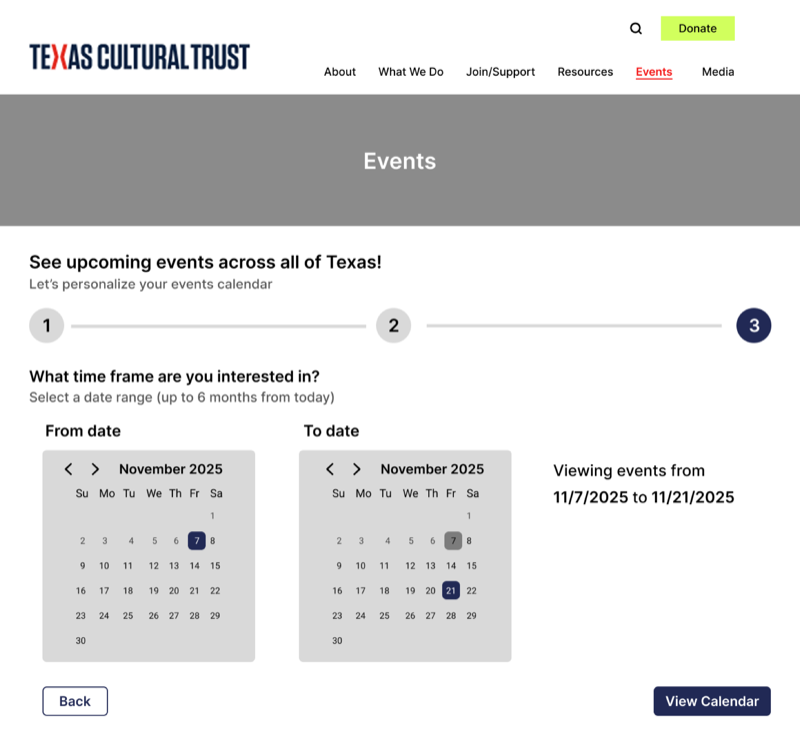 Donate
TEXAS CULTURAL TRUST
About What We Do Join/Support Resources Events Media
Events
See upcoming events across all of Texas!
Let's personalize your events calendar
1 2 3
What time frame are you interested in?
Select a date range (up to 6 months from today)
From date
November 2025
Su Mo Tu We Th Fr Sa
1
2 3 4 5 6 7 8
9 10 11 12 13 14 15
16 17 18 19 20 21 22
23 24 25 26 27 28 29
30
To date
November 2025
Su Mo Tu We Th Fr Sa
1
2 3 4 5 6 7 8
9 10 11 12 13 14 15
16 17 18 19 20 21 22
23 24 25 26 27 28 29
30
Viewing events from
11/7/2025 to 11/21/2025
Back
View Calendar